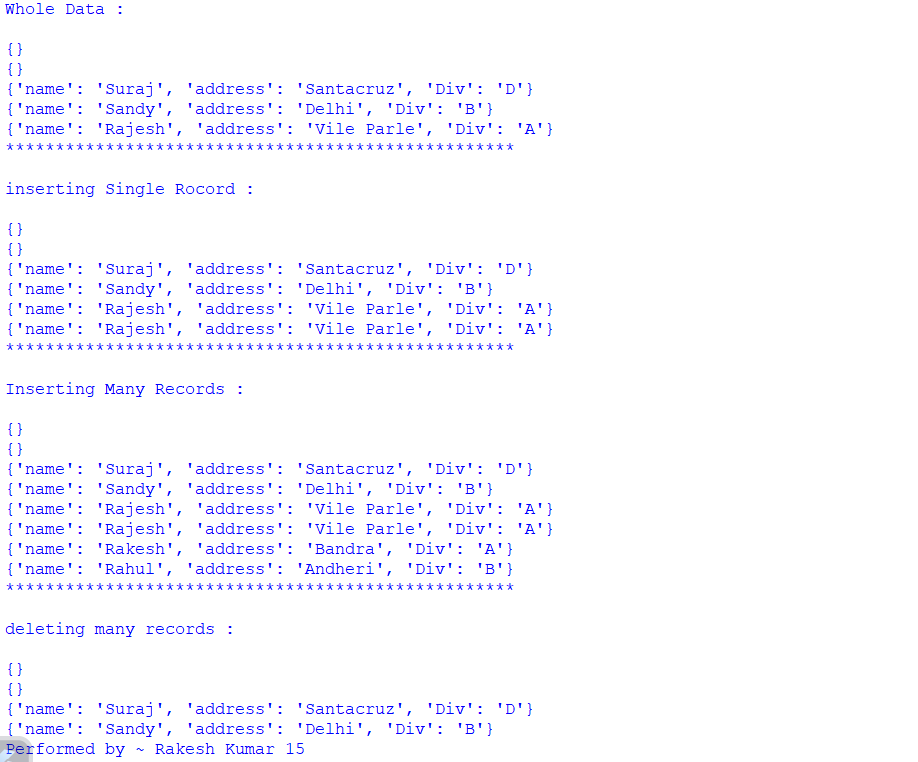 Whole Data :
{}
{}
{'name': 'Suraj', 'address': 'Santacruz', 'Div': 'D'}
{'name': 'Sandy', 'address': 'Delhi', 'Div': 'B'}
{'name': 'Rajesh', 'address': 'Vile Parle', 'Div': 'A'}
***************************************************
inserting Single Rocord :
{}
{}
{'name': 'Suraj', 'address': 'Santacruz', 'Div': 'D'}
{'name': 'Sandy', 'address': 'Delhi', 'Div': 'B'}
{'name': 'Rajesh', 'address': 'Vile Parle', 'Div': 'A'}
{'name': 'Rajesh', 'address': 'Vile Parle', 'Div': 'A'}
***************************************************
Inserting Many Records :
{}
{}
{'name': 'Suraj', 'address': 'Santacruz', 'Div': 'D'}
{'name': 'Sandy', 'address': 'Delhi', 'Div': 'B'}
{'name': 'Rajesh', 'address': 'Vile Parle', 'Div': 'A'}
{'name': 'Rajesh', 'address': 'Vile Parle', 'Div': 'A'}
{'name': 'Rakesh', 'address': 'Bandra', 'Div': 'A'}
{'name': 'Rahul', 'address': 'Andheri', 'Div': 'B'}
***************************************************
deleting many records :
{}
{}
{'name': 'Suraj', 'address': 'Santacruz', 'Div': 'D'}
{'name': 'Sandy', 'address': 'Delhi', 'Div': 'B'}
Performed by ~ Rakesh Kumar 15